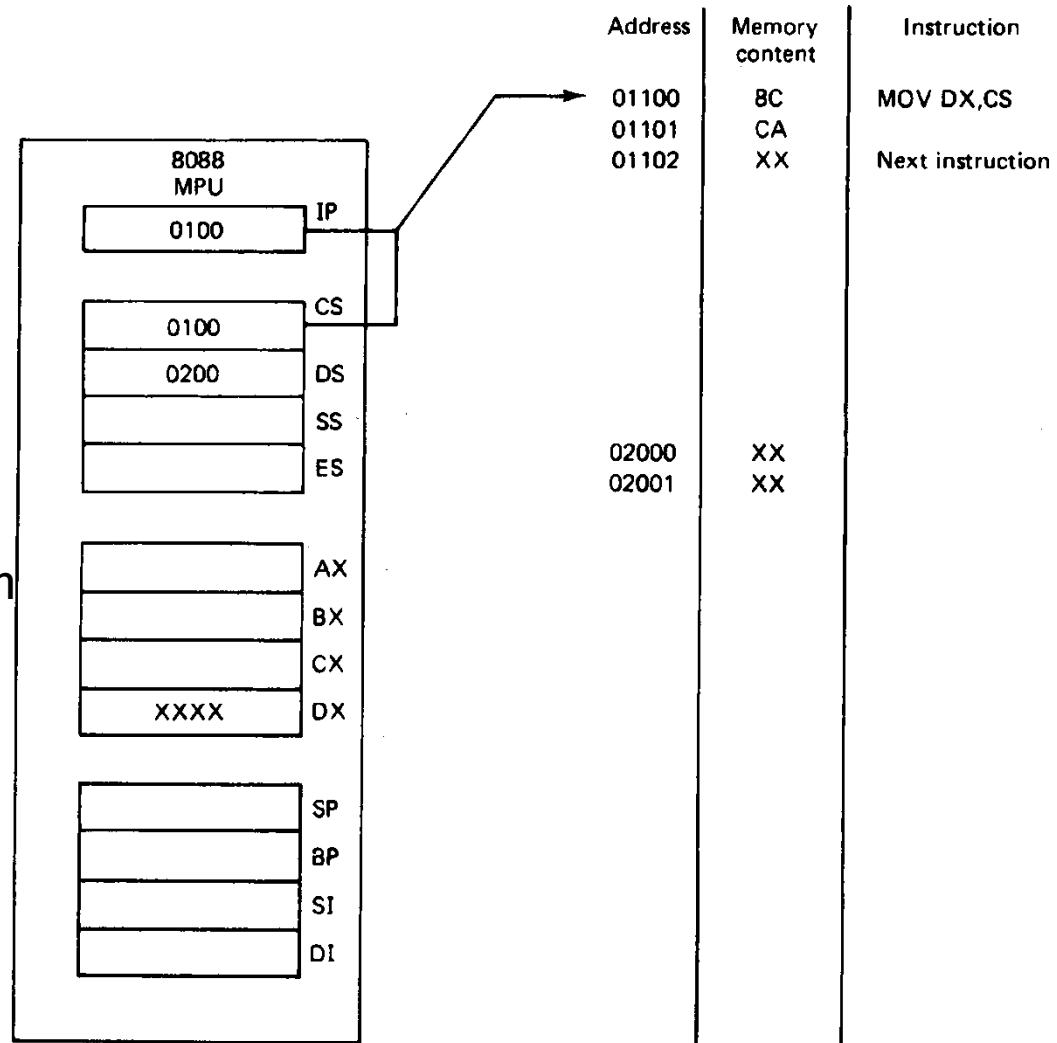 Address
Memory content
Instruction
01100 8C MOV DX,CS
01101 CA
01102 XX Next instruction
8088
MPU
0100 IP
0100 CS
0200 DS
SS
ES
02000 XX
02001 XX
n
AX
BX
CX
XXXX DX
SP
BP
SI
DI